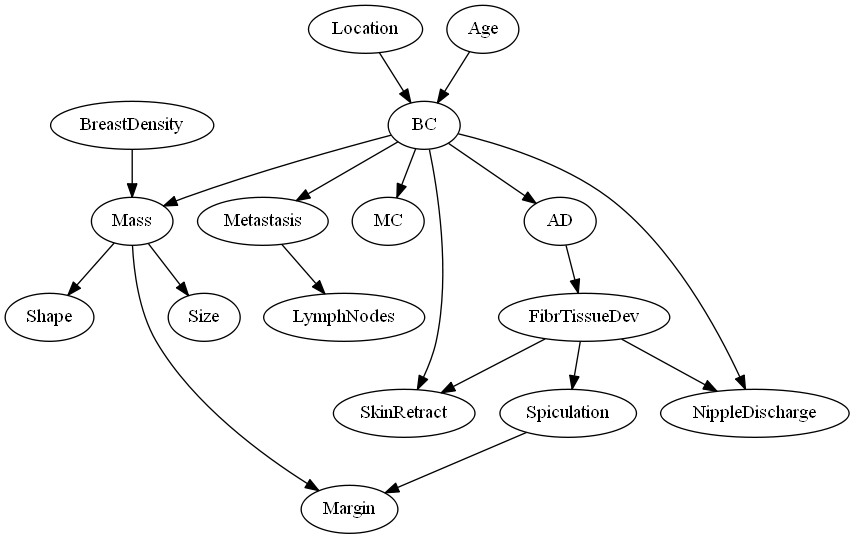 Location
Age
BreastDensity
BC
Mass
Metastasis
MC
AD
Shape
Size
LymphNodes
FibrTissueDev
SkinRetract
Spiculation
NippleDischarge
Margin